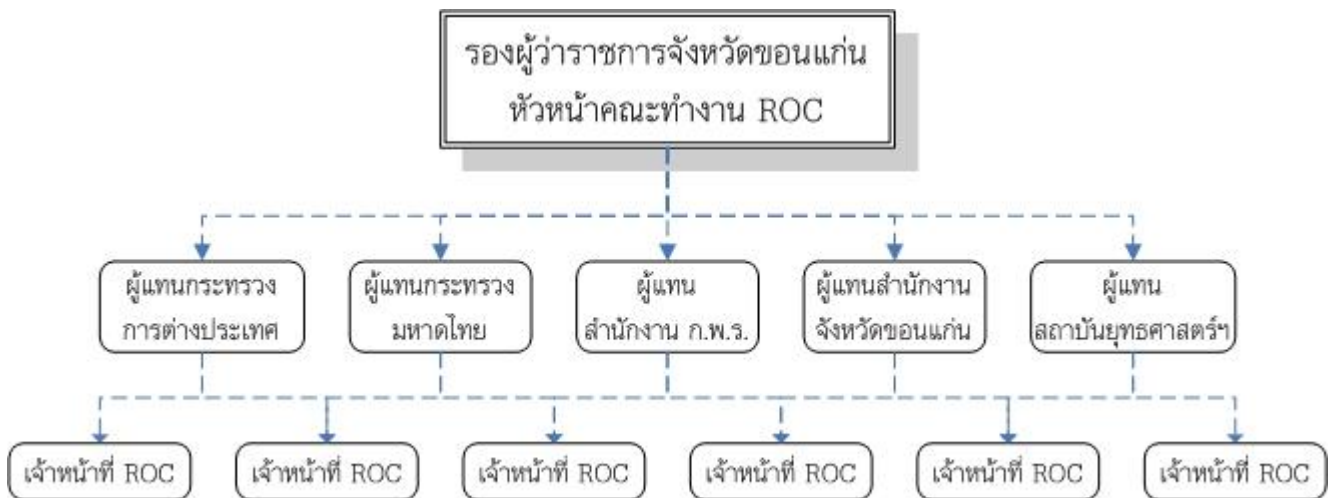 รองผู้ว่าราชการจังหวัดขอนแก่น
หัวหน้าคณะทำงาน ROC
ผู้แทนกระทรวง
การต่างประเทศ
ผู้แทนกระทรวง
มหาดไทย
ผู้แทน
สำนักงาน ก.พ.ร.
ผู้แทนสำนักงาน
จังหวัดขอนแก่น
ผู้แทน
สถาบันยุทธศาสตร์ฯ
เจ้าหน้าที่ ROC
เจ้าหน้าที่ ROC
เจ้าหน้าที่ ROC
เจ้าหน้าที่ ROC
เจ้าหน้าที่ ROC
เจ้าหน้าที่ ROC